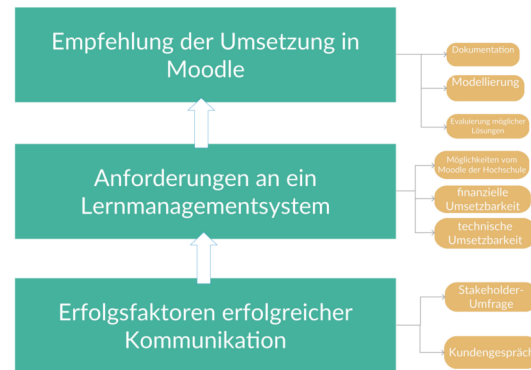 Empfehlung der Umsetzung in
Moodle
Dokumentation
Modellierung
Evaluierung möglicher
Lösungen
Anforderungen an ein
Lernmanagementsystem
Möglichkeiten vom
Moodle der Hochschule
finanzielle
Umsetzbarkeit
technische
Umsetzbarkeit
Erfolgsfaktoren erfolgreicher
Kommunikation
Stakeholder-
Umfrage
Kundengespräch